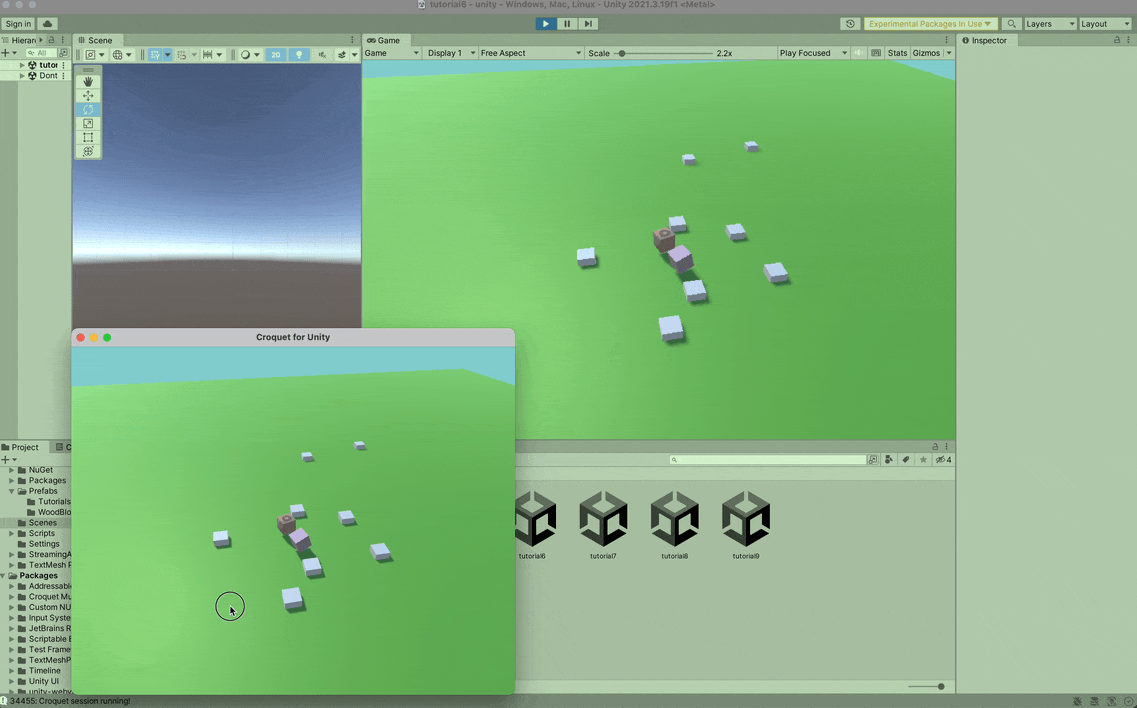 tutorial6 - unity - Windows, Mac, Linux - Unity 2021.3.19f1 <Metal>
Sign in
Experimental Packages In Use
Layers
Layout
Hierar
Scene
Game
Inspector
All
2D
Game
Display 1
Free Aspect
Scale
2.2x
Play Focused
Stats
Gizmos
tutor
Dont
Croquet for Unity
Project
C
4
NuGet
Packages
Prefabs
Tutorials
WoodBlo
Scenes
Scripts
Settings
StreamingA
TextMesh P
Packages
Addressabl
Croquet Mu
Custom NU
Input Syste
JetBrains R
Scriptable B
Test Frame
TextMeshP
Timeline
Unity UI
unity-webv
tutorial6
tutorial7
tutorial8
tutorial9
34455: Croquet session running!